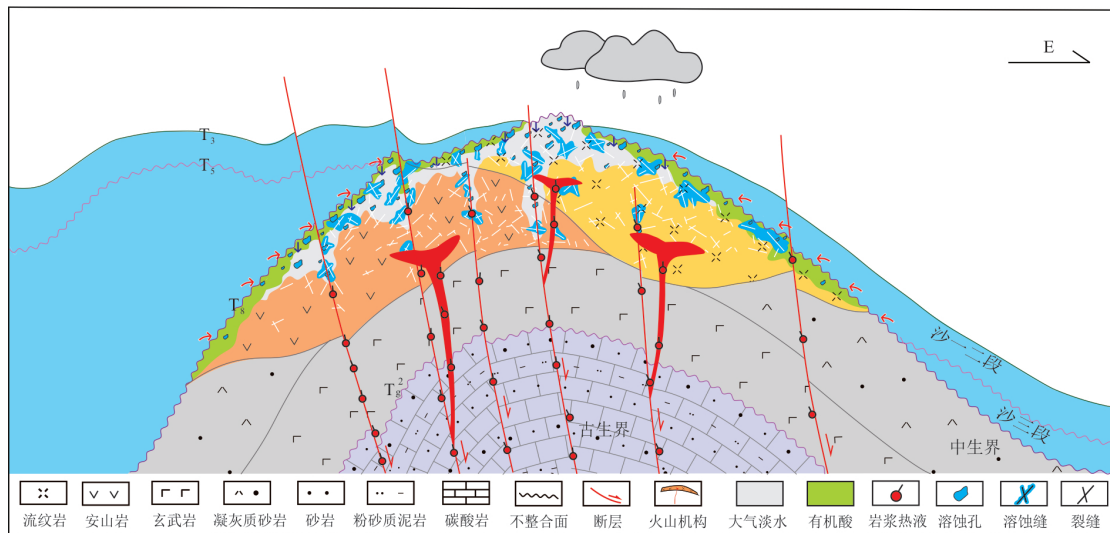 E
T3
T5
T8
Tg2
沙一二段
沙三段
古生界
中生界
流纹岩
安山岩
玄武岩
凝灰质砂岩
砂岩
粉砂质泥岩
碳酸岩
不整合面
断层
火山机构
大气淡水
有机酸
岩浆热液
溶蚀孔
溶蚀缝
裂缝